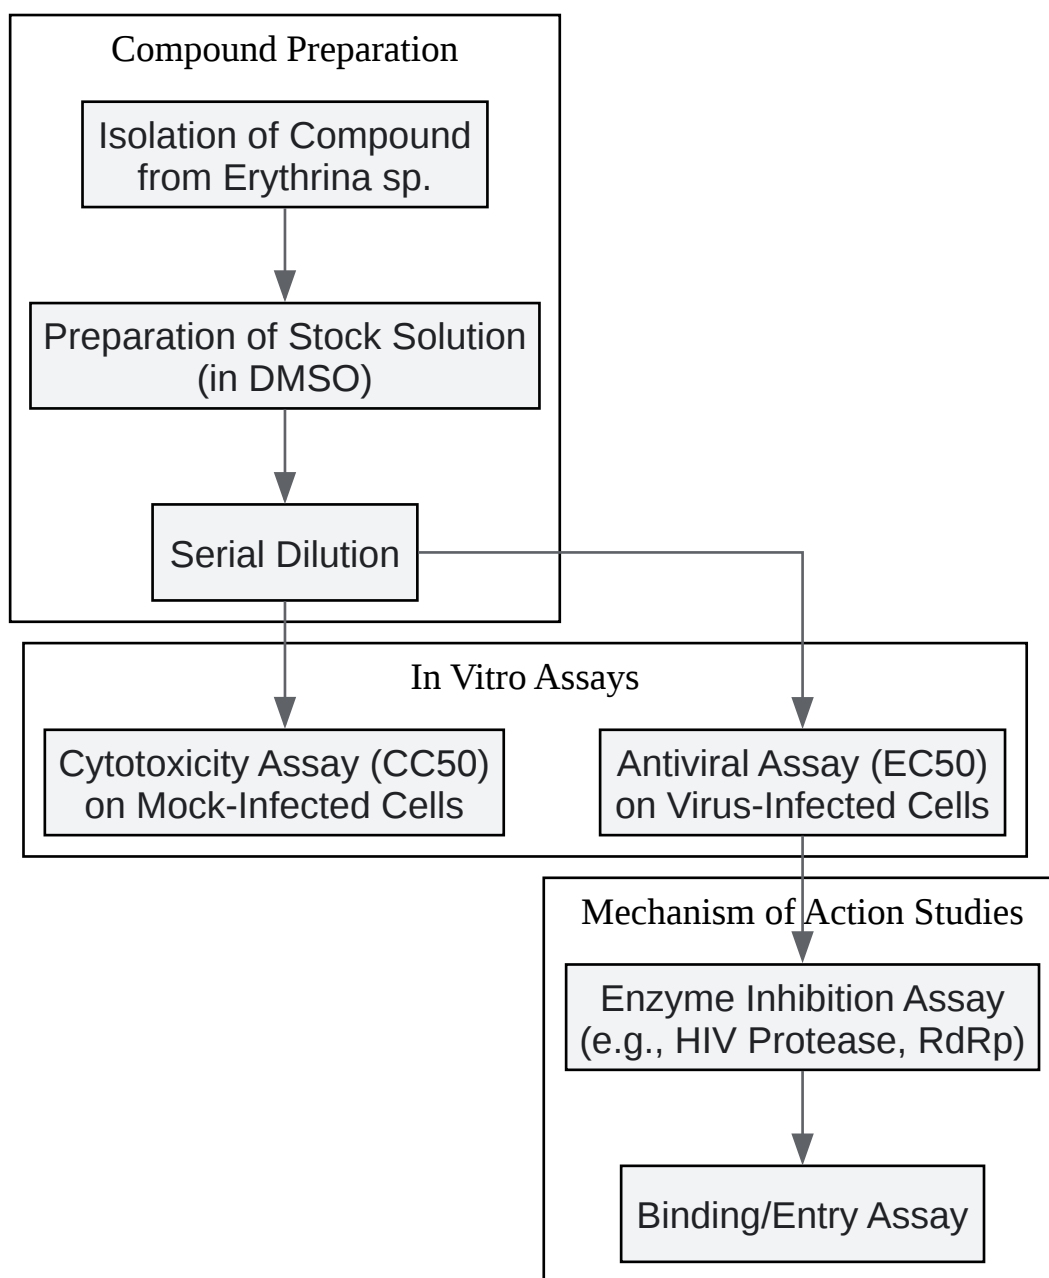 Compound Preparation
Isolation of Compound
from Erythrina sp.
Preparation of Stock Solution
(in DMSO)
Serial Dilution
In Vitro Assays
Cytotoxicity Assay (CC50)
on Mock-Infected Cells
Antiviral Assay (EC50)
on Virus-Infected Cells
Mechanism of Action Studies
Enzyme Inhibition Assay
(e.g., HIV Protease, RdRp)
Binding/Entry Assay